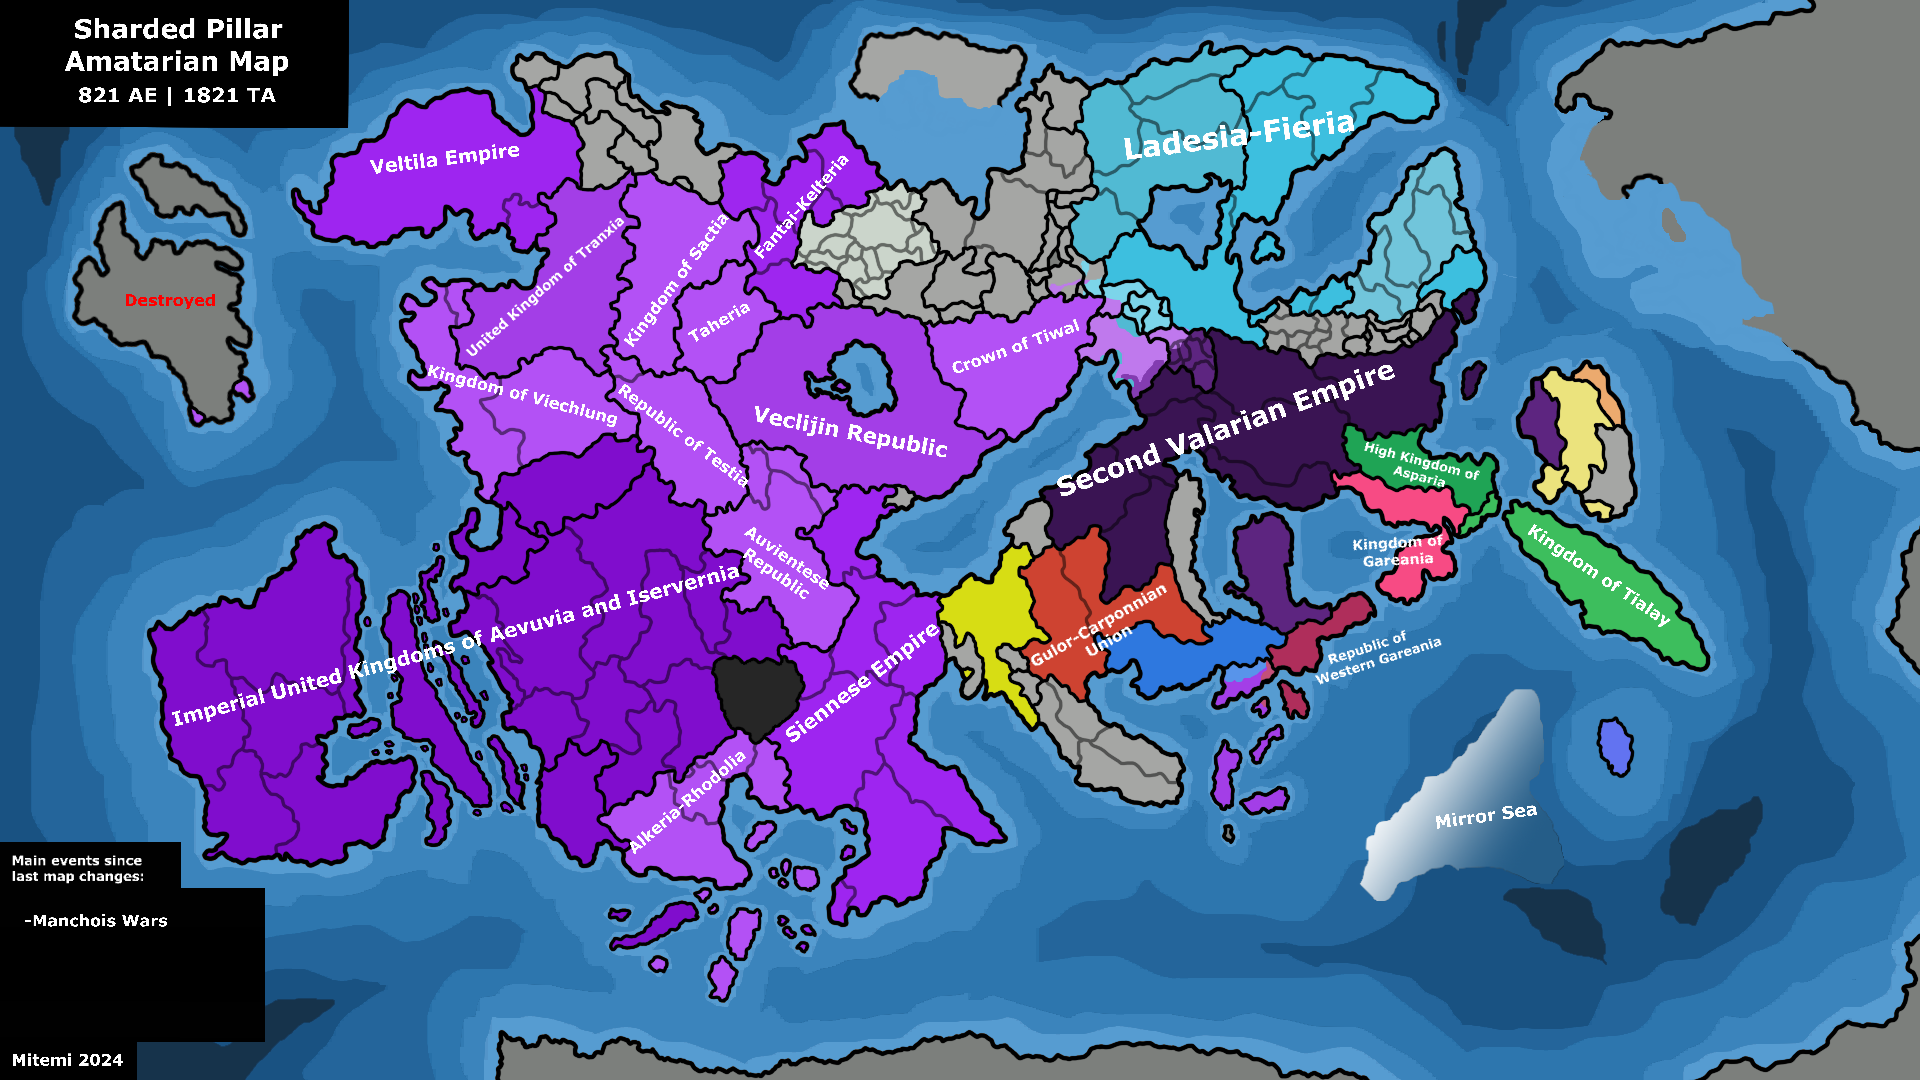 Sharded Pillar
Amatarian Map
821 AE | 1821 TA
Ladesia-Fieria
Veltila Empire
Fantai-Kelteria
United Kingdom of Tranxia
Kingdom of Sactia
Destroyed
Taheria
Crown of Tiwal
Kingdom of Viechlung
Republic of Testia
Veclijin Republic
Second Valarian Empire
High Kingdom of
Asparia
Kingdom of
Gareania
Kingdom of Tialay
Auvientese
Republic
Imperial United Kingdoms of Aevuvia and Iservernia
Gulor-Carponnian
Union
Republic of
Western Gareania
Siennese Empire
Alkeria-Rhodolia
Mirror Sea
Main events since
last map changes:
-Manchois Wars
Mitemi 2024